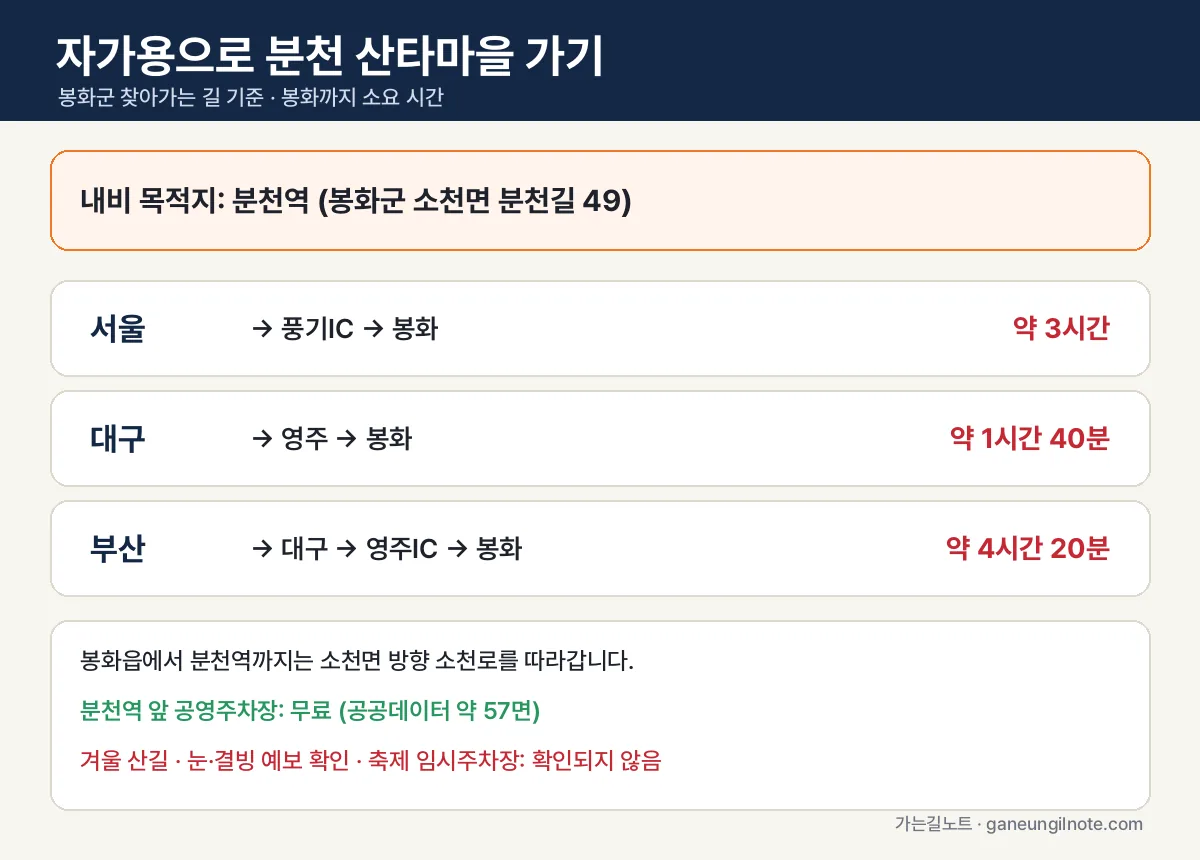 자가용으로 분천 산타마을 가기
봉화군 찾아가는 길 기준 · 봉화까지 소요 시간
내비 목적지: 분천역 (봉화군 소천면 분천길 49)
서울 → 풍기IC → 봉화 약 3시간
대구 → 영주 → 봉화 약 1시간 40분
부산 → 대구 → 영주IC → 봉화 약 4시간 20분
봉화읍에서 분천역까지는 소천면 방향 소천로를 따라갑니다.
분천역 앞 공영주차장: 무료 (공공데이터 약 57면)
겨울 산길 · 눈·결빙 예보 확인 · 축제 임시주차장: 확인되지 않음
가는길노트 · ganeungilnote.com